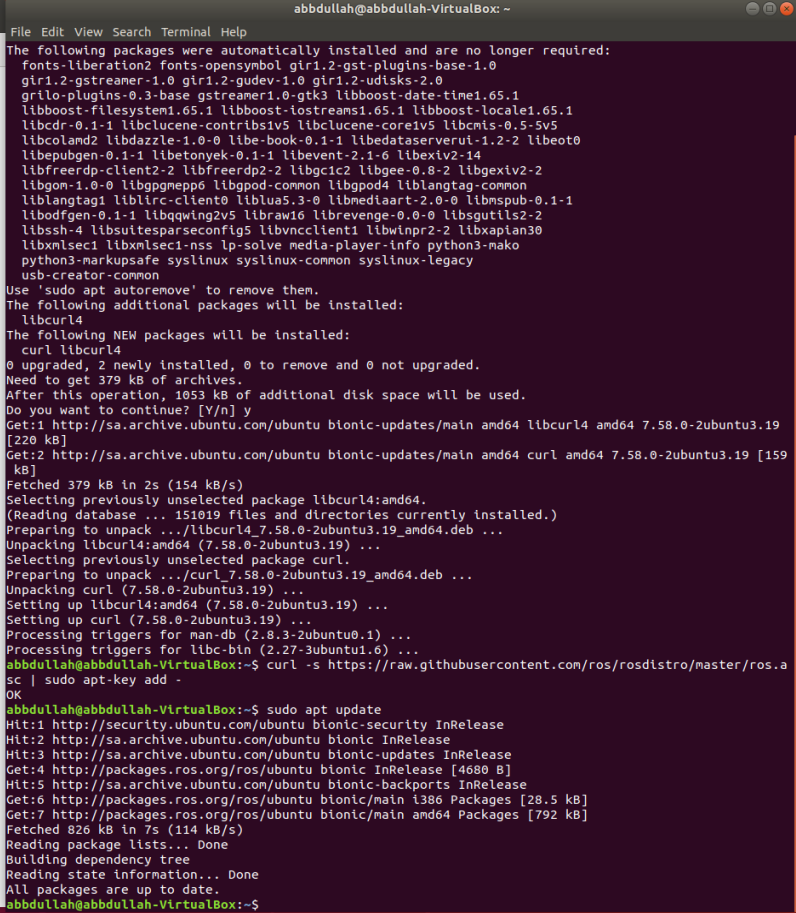 abbdullah@abbdullah-VirtualBox: ~
File Edit View Search Terminal Help
The following packages were automatically installed and are no longer required:
  fonts-liberation2 fonts-opensymbol gir1.2-gst-plugins-base-1.0
  gir1.2-gstreamer-1.0 gir1.2-gudev-1.0 gir1.2-udisks-2.0
  grilo-plugins-0.3-base gstreamer1.0-gtk3 libboost-date-time1.65.1
  libboost-filesystem1.65.1 libboost-iostreams1.65.1 libboost-locale1.65.1
  libcdr-0.1-1 libclucene-contribs1v5 libclucene-core1v5 libcmis-0.5-5v5
  libcolamd2 libdazzle-1.0-0 libe-book-0.1-1 libedataserverui-1.2-2 libeot0
  libepubgen-0.1-1 libetonyek-0.1-1 libevent-2.1-6 libexiv2-14
  libfreerdp-client2-2 libfreerdp2-2 libgc1c2 libgee-0.8-2 libgexiv2-2
  libgom-1.0-0 libgpgmepp6 libgpod-common libgpod4 liblangtag-common
  liblangtag1 liblirc-client0 liblua5.3-0 libmediaart-2.0-0 libmspub-0.1-1
  libodfgen-0.1-1 libqqwing2v5 libraw16 librevenge-0.0-0 libsgutils2-2
  libssh-4 libsuitesparseconfig5 libvncclient1 libwinpr2-2 libxapian30
  libxmlsec1 libxmlsec1-nss lp-solve media-player-info python3-mako
  python3-markupsafe syslinux syslinux-common syslinux-legacy
  usb-creator-common
Use 'sudo apt autoremove' to remove them.
The following additional packages will be installed:
  libcurl4
The following NEW packages will be installed:
  curl libcurl4
0 upgraded, 2 newly installed, 0 to remove and 0 not upgraded.
Need to get 379 kB of archives.
After this operation, 1053 kB of additional disk space will be used.
Do you want to continue? [Y/n] y
Get:1 http://sa.archive.ubuntu.com/ubuntu bionic-updates/main amd64 libcurl4 amd64 7.58.0-2ubuntu3.19
[220 kB]
Get:2 http://sa.archive.ubuntu.com/ubuntu bionic-updates/main amd64 curl amd64 7.58.0-2ubuntu3.19 [159
 kB]
Fetched 379 kB in 2s (154 kB/s)
Selecting previously unselected package libcurl4:amd64.
(Reading database ... 151019 files and directories currently installed.)
Preparing to unpack .../libcurl4_7.58.0-2ubuntu3.19_amd64.deb ...
Unpacking libcurl4:amd64 (7.58.0-2ubuntu3.19) ...
Selecting previously unselected package curl.
Preparing to unpack .../curl_7.58.0-2ubuntu3.19_amd64.deb ...
Unpacking curl (7.58.0-2ubuntu3.19) ...
Setting up libcurl4:amd64 (7.58.0-2ubuntu3.19) ...
Setting up curl (7.58.0-2ubuntu3.19) ...
Processing triggers for man-db (2.8.3-2ubuntu0.1) ...
Processing triggers for libc-bin (2.27-3ubuntu1.6) ...
abbdullah@abbdullah-VirtualBox:~$ curl -s https://raw.githubusercontent.com/ros/rosdistro/master/ros.a
sc | sudo apt-key add -
OK
abbdullah@abbdullah-VirtualBox:~$ sudo apt update
Hit:1 http://security.ubuntu.com/ubuntu bionic-security InRelease
Hit:2 http://sa.archive.ubuntu.com/ubuntu bionic InRelease
Hit:3 http://sa.archive.ubuntu.com/ubuntu bionic-updates InRelease
Get:4 http://packages.ros.org/ros/ubuntu bionic InRelease [4680 B]
Hit:5 http://sa.archive.ubuntu.com/ubuntu bionic-backports InRelease
Get:6 http://packages.ros.org/ros/ubuntu bionic/main i386 Packages [28.5 kB]
Get:7 http://packages.ros.org/ros/ubuntu bionic/main amd64 Packages [792 kB]
Fetched 826 kB in 7s (114 kB/s)
Reading package lists... Done
Building dependency tree
Reading state information... Done
All packages are up to date.
abbdullah@abbdullah-VirtualBox:~$